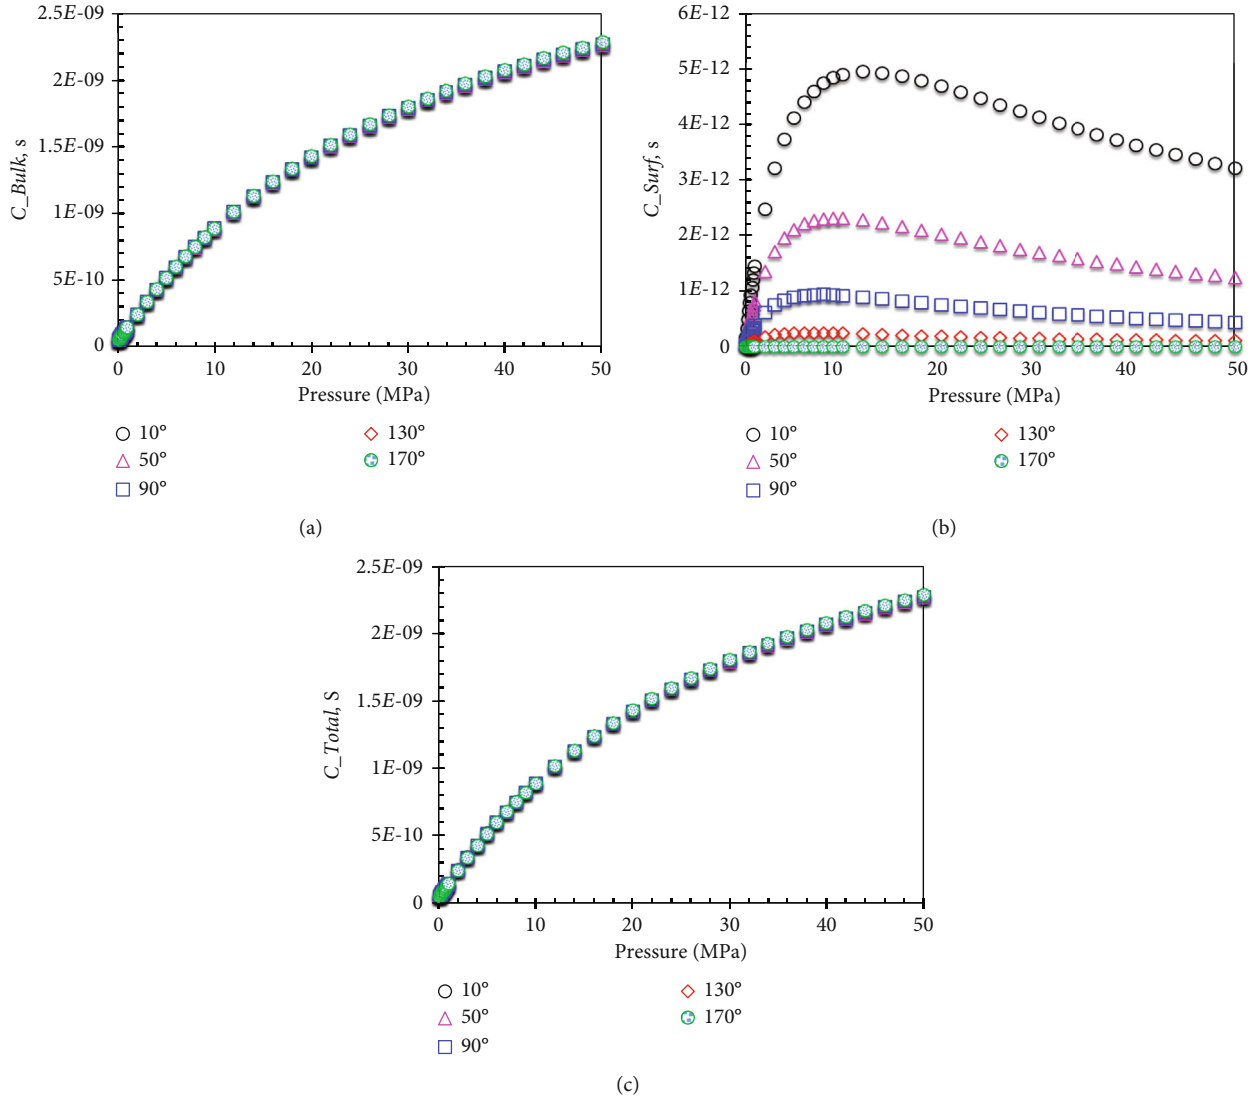 2.5E-09
2E-09
1.5E-09
1E-09
5E-10
0
C_Bulk, s
0 10 20 30 40 50
Pressure (MPa)
10°
130°
50°
170°
90°
(a)
6E-12
5E-12
4E-12
3E-12
2E-12
1E-12
0
C_Surf, s
0 10 20 30 40 50
Pressure (MPa)
10°
130°
50°
170°
90°
(b)
2.5E-09
2E-09
1.5E-09
1E-09
5E-10
0
C_Total, S
0 10 20 30 40 50
Pressure (MPa)
10°
130°
50°
170°
90°
(c)